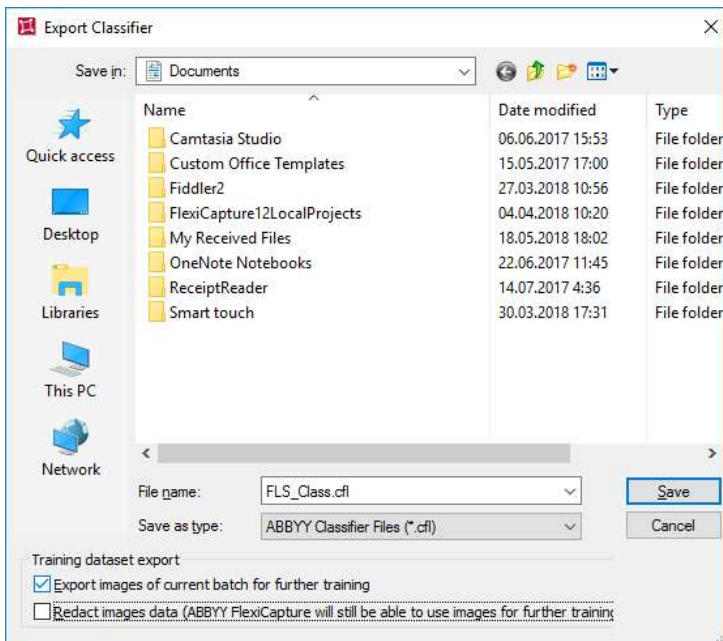 Export Classifier
Save in: Documents
Name Date modified Type
Quick access
Desktop
Libraries
This PC
Network
Camtasia Studio 06.06.2017 15:53 File folder
Custom Office Templates 15.05.2017 17:00 File folder
Fiddler2 27.03.2018 10:56 File folder
FlexiCapture12LocalProjects 04.04.2018 10:20 File folder
My Received Files 18.05.2018 18:02 File folder
OneNote Notebooks 22.06.2017 11:45 File folder
ReceiptReader 14.07.2017 4:36 File folder
Smart touch 30.03.2018 17:31 File folder
File name: FLS_Class.cfl Save
Save as type: ABBYY Classifier Files (*.cfl) Cancel
Training dataset export
Export images of current batch for further training
Redact images data (ABBYY FlexiCapture will still be able to use images for further training